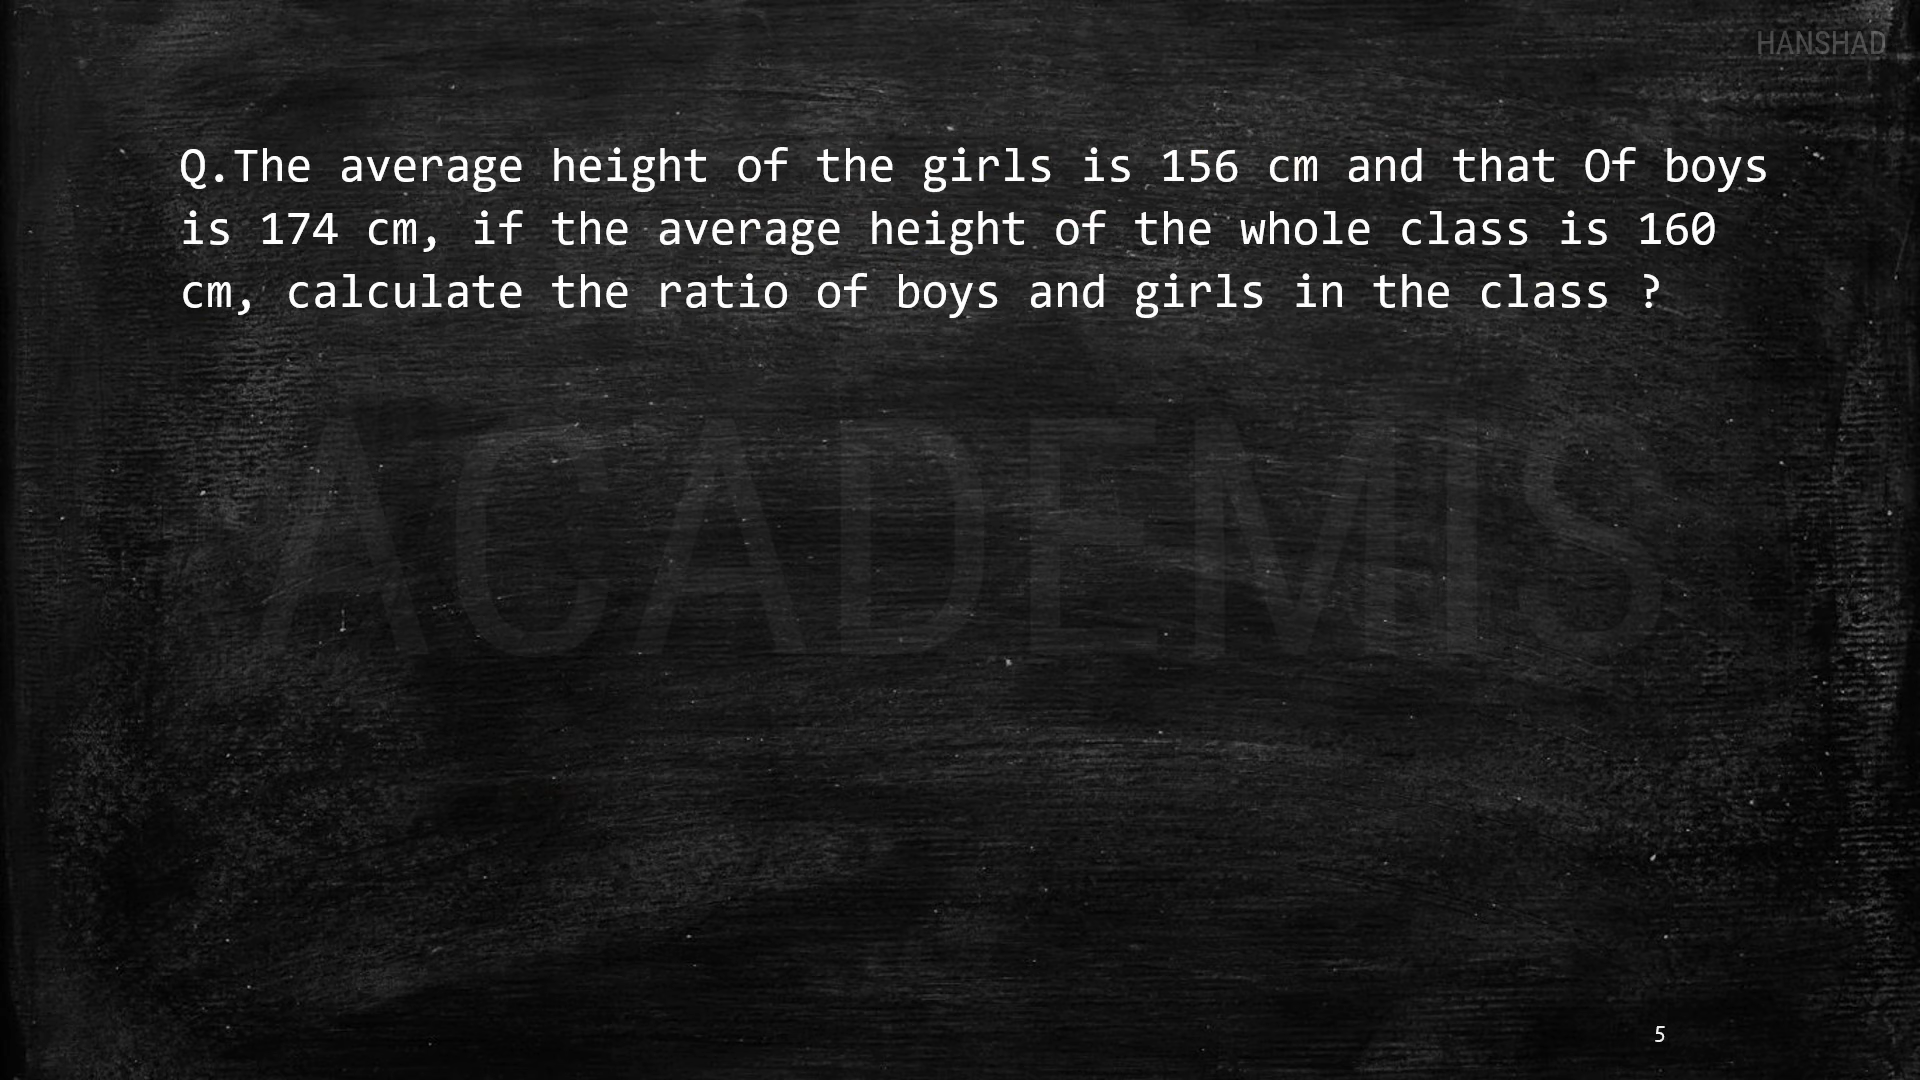 HANSHAD
Q.The average height of the girls is 156 cm and that Of boys
is 174 cm, if the average height of the whole class is 160
cm, calculate the ratio of boys and girls in the class ?
ACADEMIS
5